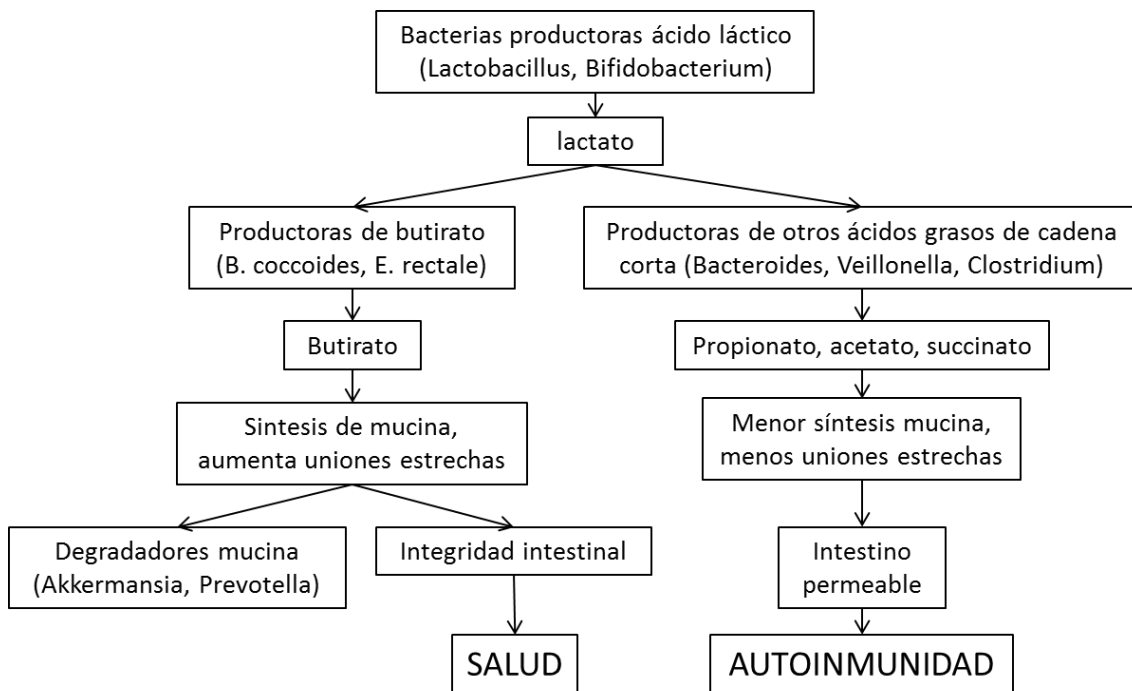 Bacterias productoras ácido láctico
(Lactobacillus, Bifidobacterium)
lactato
Productoras de butirato
(B. coccoides, E. rectale)
Productoras de otros ácidos grasos de cadena
corta (Bacteroides, Veillonella, Clostridium)
Butirato
Propionato, acetato, succinato
Sintesis de mucina,
aumenta uniones estrechas
Menor síntesis mucina,
menos uniones estrechas
Degradadores mucina
(Akkermansia, Prevotella)
Integridad intestinal
Intestino
permeable
SALUD
AUTOINMUNIDAD